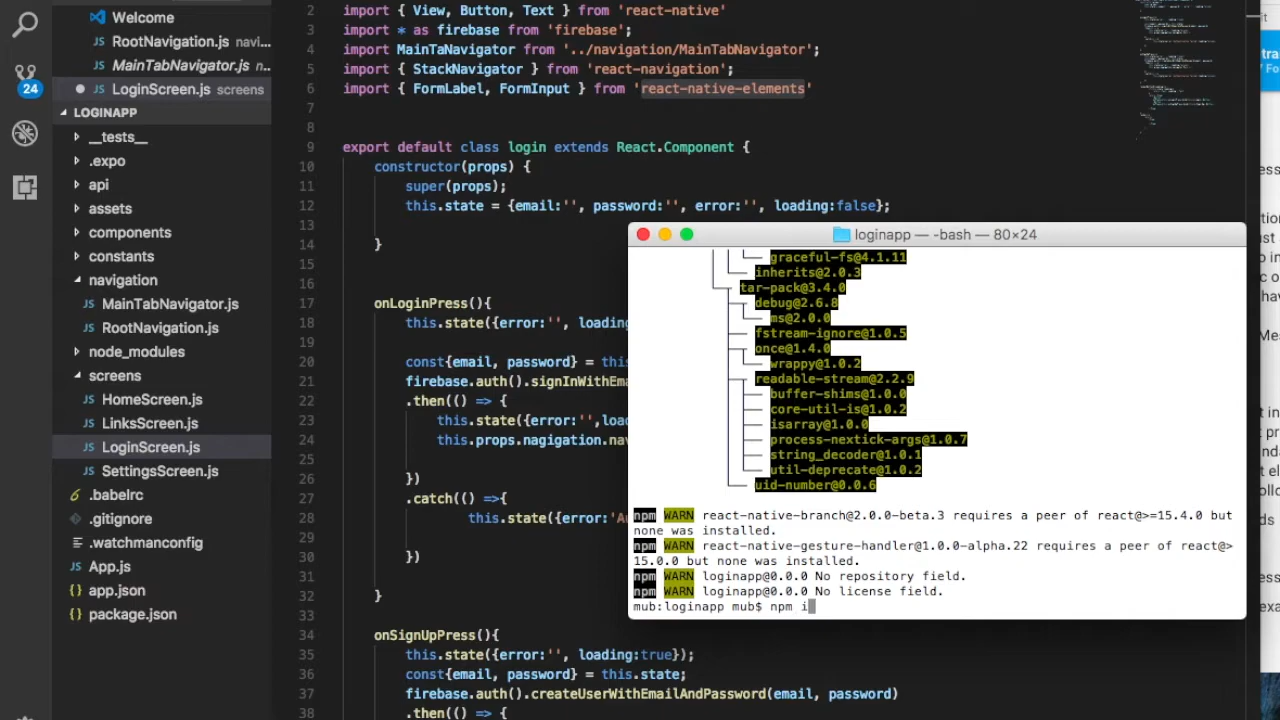 Welcome
JS RootNavigation.js navi...
JS MainTabNavigator.js n...
24
LoginScreen.js screens
LOGINAPP
__tests__
.expo
api
assets
components
constants
JS MainTabNavigator.js
JS RootNavigation.js
screens
JS HomeScreen.js
JS LinksScreen.js
JS LoginScreen.js
JS SettingsScreen.js
.babelrc
.gitignore
.watchmanconfig
JS App.js
{} app.json
{} package.json
2 import { View, Button, Text } from 'react-native'
3 import * as firebase from 'firebase';
4 import MainTaNavigator from '../navigation/MainTabNavigator';
5 import { StackNavigator } from 'react-navigation';
6 import { FormLabel, FormInput } from 'react-native-elements'
7
8
9 export default class login extends React.Component {
10 constructor(props) {
11 super(props);
12 this.state = {email:'', password:'', error:'', loading:false};
13
14 }
15
16
17 onLoginPress(){
18 this.state({error:'', loading
19
20 const{email, password} = this
21 firebase.auth().signInWithEma
22 .then(() => {
23 this.state({error:'',loa
24 this.props.nagigation.nav
25
26 })
27 .catch(() =>{
28 this.state({error:'Au
29
30 })
31
32 }
33
34 onSignUpPress(){
35 this.state({error:'', loading:true});
36 const{email, password} = this.state;
37 firebase.auth().createUserWithEmailAndPassword(email, password)
38 .then(() => {
loginapp — -bash — 80×24
graceful-fs@4.1.11
inherits@2.0.3
tar-pack@3.4.0
debug@2.6.8
ms@2.0.0
fstream-ignore@1.0.5
once@1.4.0
wrappy@1.0.2
readable-stream@2.2.9
buffer-shims@1.0.0
core-util-is@1.0.2
isarray@1.0.0
process-nextick-args@1.0.7
string_decoder@1.0.1
util-deprecate@1.0.2
uid-number@0.0.6
npm WARN react-native-branch@2.0.0-beta.3 requires a peer of react@>=15.4.0 but
none was installed.
npm WARN react-native-gesture-handler@1.0.0-alpha.22 requires a peer of react@>
15.0.0 but none was installed.
npm WARN loginapp@0.0.0 No repository field.
npm WARN loginapp@0.0.0 No license field.
mub:loginapp mub$ npm i